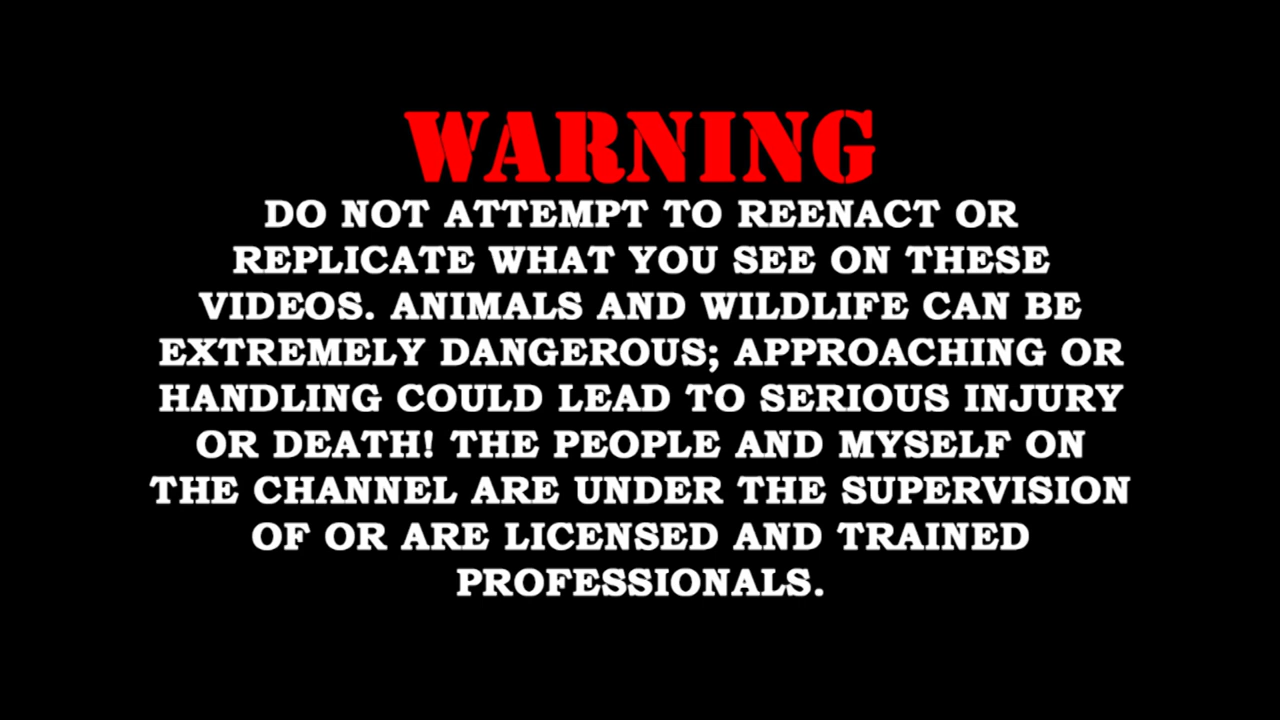 WARNING
DO NOT ATTEMPT TO REENACT OR
REPLICATE WHAT YOU SEE ON THESE
VIDEOS. ANIMALS AND WILDLIFE CAN BE
EXTREMELY DANGEROUS; APPROACHING OR
HANDLING COULD LEAD TO SERIOUS INJURY
OR DEATH! THE PEOPLE AND MYSELF ON
THE CHANNEL ARE UNDER THE SUPERVISION
OF OR ARE LICENSED AND TRAINED
PROFESSIONALS.